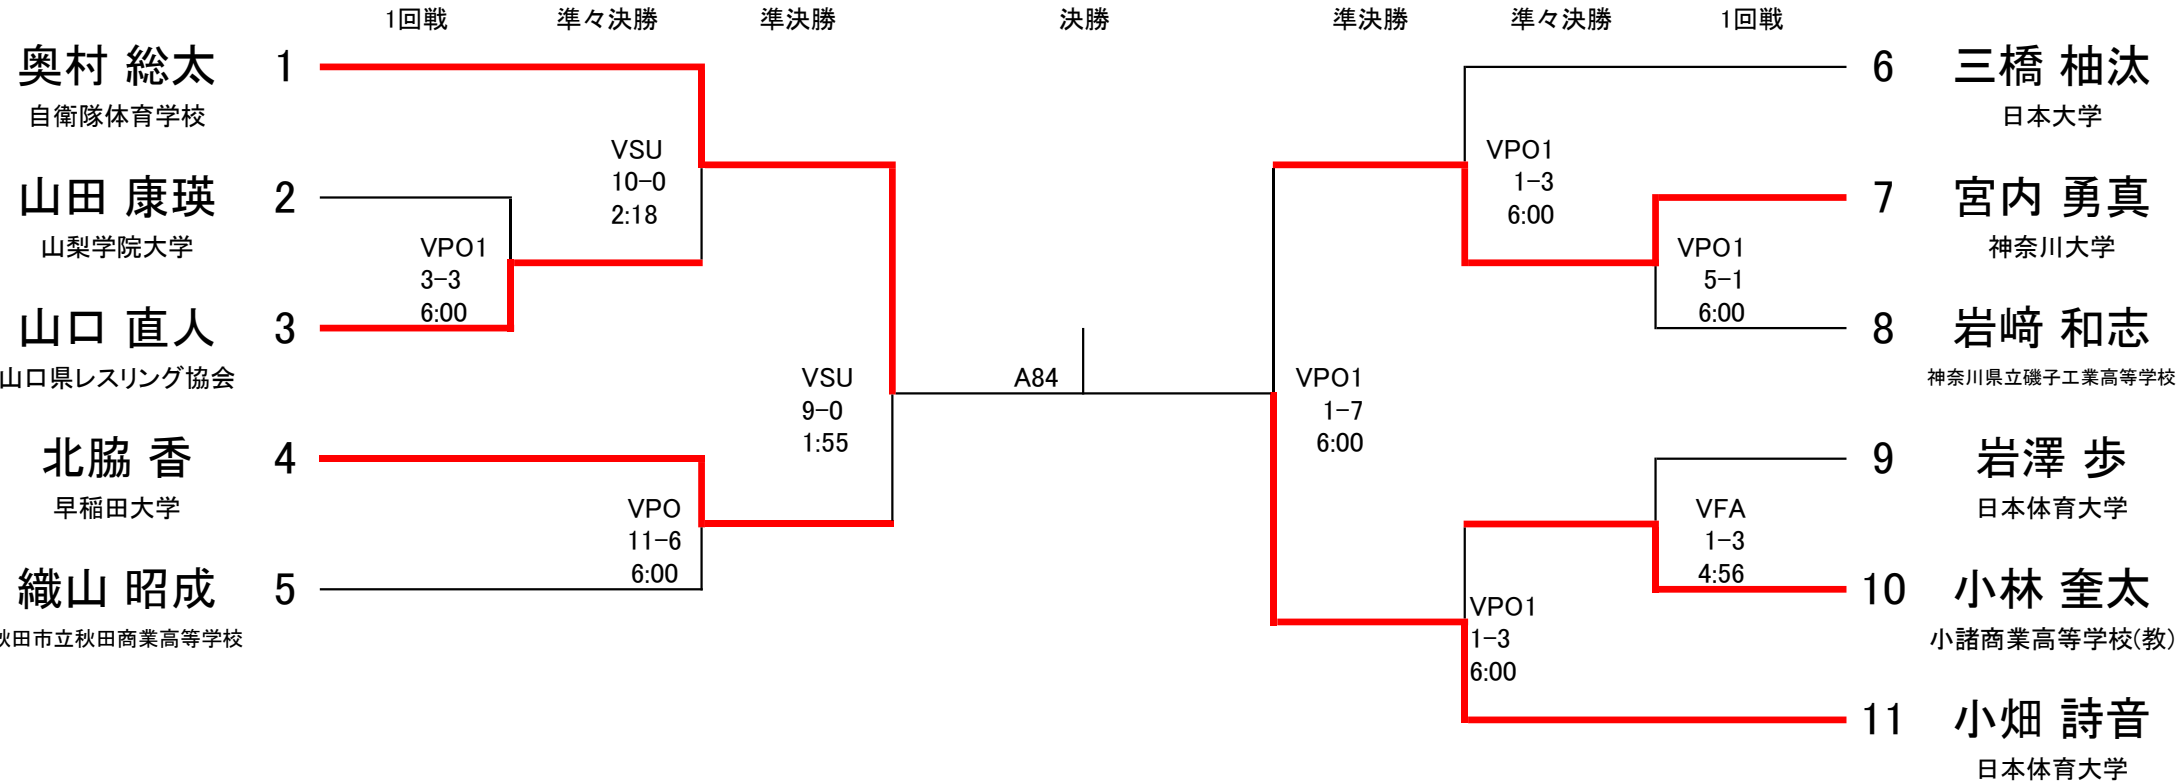 1回戦 準々決勝 準決勝 決勝 準決勝 準々決勝 1回戦
奥村 総太 1
自衛隊体育学校
山田 康瑛 2
山梨学院大学
山口 直人 3
山口県レスリング協会
北脇 香 4
早稲田大学
織山 昭成 5
秋田市立秋田商業高等学校
VPO1
3-3
6:00
VSU
10-0
2:18
VPO
11-6
6:00
VSU
9-0
1:55
A84
VPO1
1-7
6:00
VPO1
1-3
6:00
VPO1
1-3
6:00
VPO1
5-1
6:00
VFA
1-3
4:56
6 三橋 柚汰
日本大学
7 宮内 勇真
神奈川大学
8 岩﨑 和志
神奈川県立磯子工業高等学校
9 岩澤 歩
日本体育大学
10 小林 奎太
小諸商業高等学校(教)
11 小畑 詩音
日本体育大学